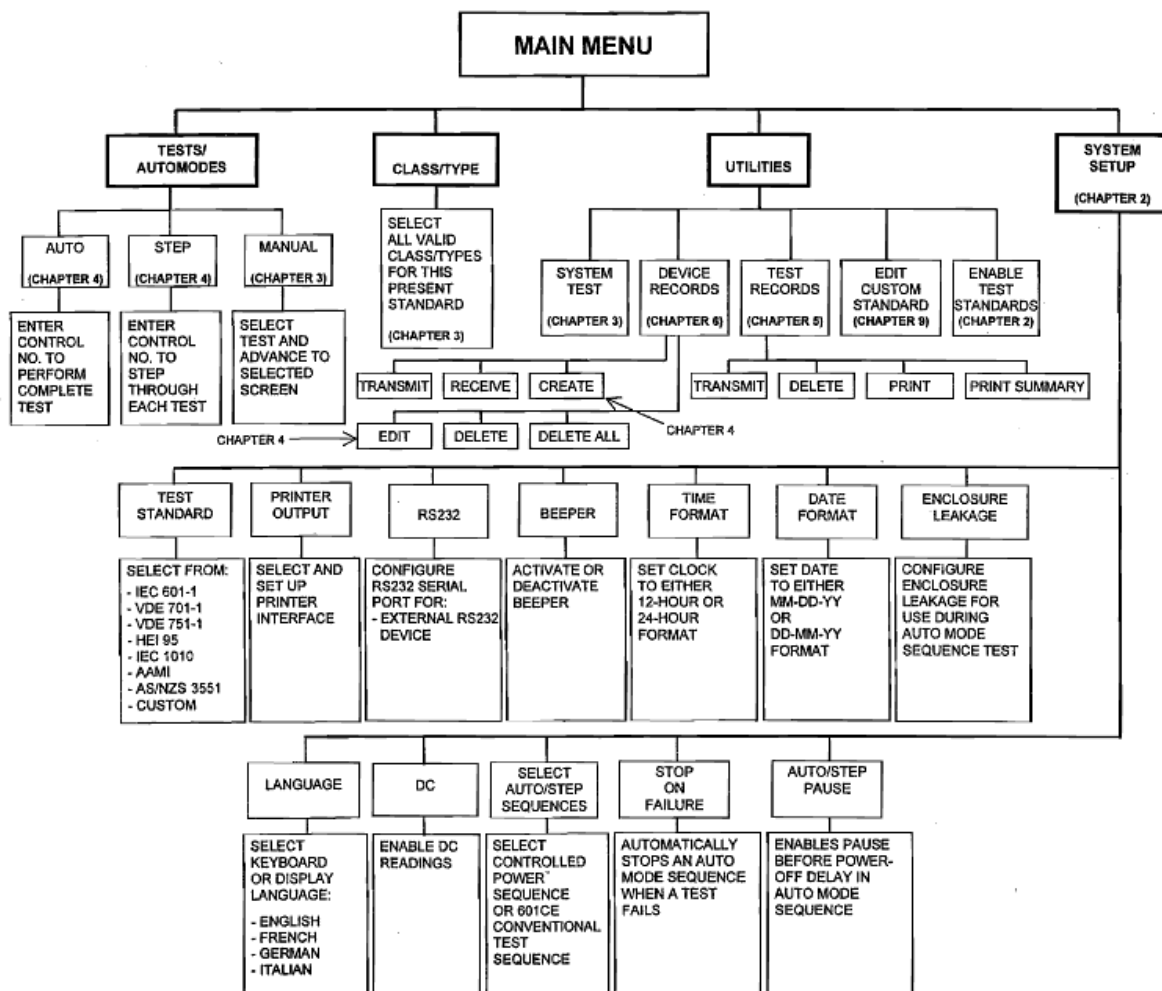 MAIN MENU
TESTS/
AUTOMODES
CLASS/TYPE
UTILITIES
SYSTEM
SETUP
(CHAPTER 2)
AUTO
(CHAPTER 4)
STEP
(CHAPTER 4)
MANUAL
(CHAPTER 3)
SELECT
ALL VALID
CLASS/TYPES
FOR THIS
PRESENT
STANDARD
(CHAPTER 3)
SYSTEM
TEST
(CHAPTER 3)
DEVICE
RECORDS
(CHAPTER 6)
TEST
RECORDS
(CHAPTER 5)
EDIT
CUSTOM
STANDARD
(CHAPTER 9)
ENABLE
TEST
STANDARDS
(CHAPTER 2)
ENTER
CONTROL
NO. TO
PERFORM
COMPLETE
TEST
ENTER
CONTROL
NO. TO
STEP
THROUGH
EACH TEST
SELECT
TEST AND
ADVANCE TO
SELECTED
SCREEN
TRANSMIT
RECEIVE
CREATE
TRANSMIT
DELETE
PRINT
PRINT SUMMARY
CHAPTER 4
EDIT
DELETE
DELETE ALL
CHAPTER 4
TEST
STANDARD
PRINTER
OUTPUT
RS232
BEEPER
TIME
FORMAT
DATE
FORMAT
ENCLOSURE
LEAKAGE
SELECT FROM:
- IEC 601-1
- VDE 701-1
- VDE 751-1
- HEI 95
- IEC 1010
- AAMI
- AS/NZS 3551
- CUSTOM
SELECT AND
SET UP
PRINTER
INTERFACE
CONFIGURE
RS232 SERIAL
PORT FOR:
- EXTERNAL RS232
DEVICE
ACTIVATE OR
DEACTIVATE
BEEPER
SET CLOCK
TO EITHER
12-HOUR OR
24-HOUR
FORMAT
SET DATE
TO EITHER
MM-DD-YY
OR
DD-MM-YY
FORMAT
CONFIGURE
ENCLOSURE
LEAKAGE FOR
USE DURING
AUTO MODE
SEQUENCE TEST
LANGUAGE
DC
SELECT
AUTO/STEP
SEQUENCES
STOP
ON
FAILURE
AUTO/STEP
PAUSE
SELECT
KEYBOARD
OR DISPLAY
LANGUAGE:
- ENGLISH
- FRENCH
- GERMAN
- ITALIAN
ENABLE DC
READINGS
SELECT
CONTROLLED
POWER™
SEQUENCE
OR 601CE
CONVENTIONAL
TEST
SEQUENCE
AUTOMATICALLY
STOPS AN AUTO
MODE SEQUENCE
WHEN A TEST
FAILS
ENABLES PAUSE
BEFORE POWER-
OFF DELAY IN
AUTO MODE
SEQUENCE